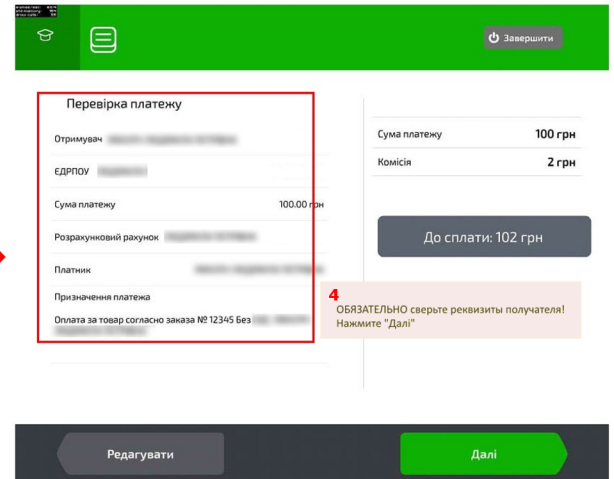 Завершити
Перевірка платежу
Отримувач
ЄДРПОУ
Сума платежу 100.00 грн
Розрахунковий рахунок
Платник
Призначення платежа
Оплата за товар согласно заказа № 12345 Без
Сума платежу 100 грн
Комісія 2 грн
До сплати: 102 грн
4
ОБЯЗАТЕЛЬНО сверьте реквизиты получателя!
Нажмите "Далі"
Редагувати
Далі